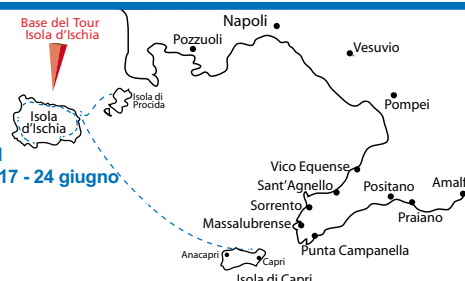 Base del Tour
Isola d'Ischia
Napoli
Pozzuoli
Vesuvio
Isola di
Procida
Pompei
Isola
d'Ischia
17 - 24 giugno
Vico Equense
Sant'Agnello
Positano
Amalf
Sorrento
Praiano
Massalubrense
Punta Campanella
Anacapri
Capri
Isola di Capri